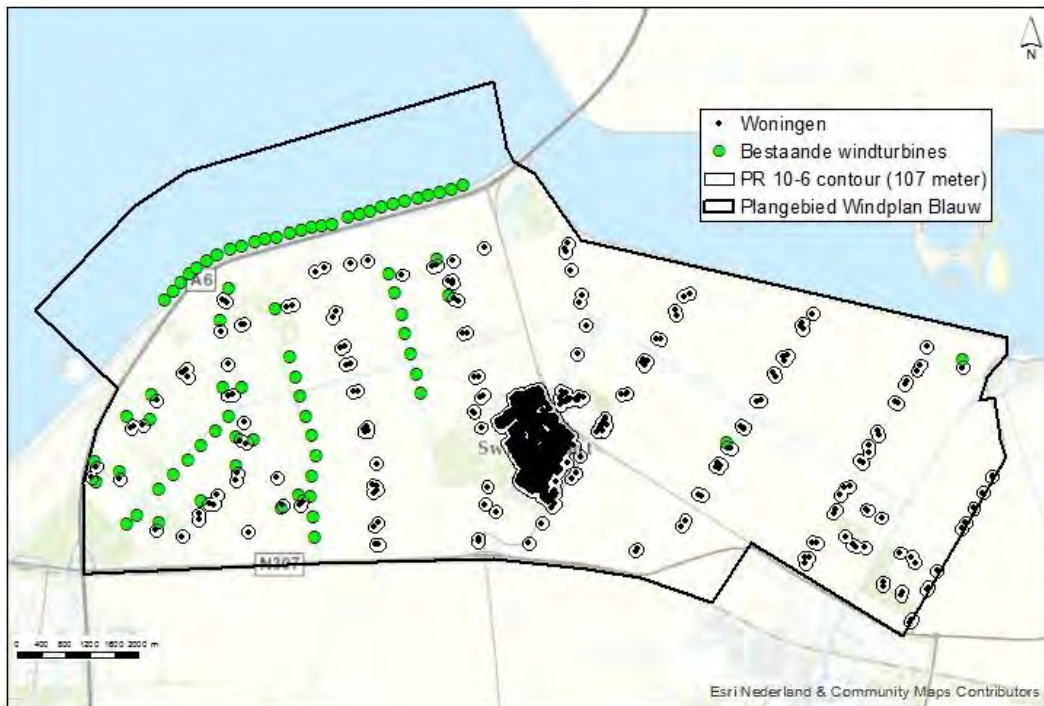 N
Woningen
Bestaande windturbines
PR 10-6 contour (107 meter)
Plangebied Windplan Blauw
A6
N307
0 400 800 1200 1600 2000 m
Esri Nederland & Community Maps Contributors